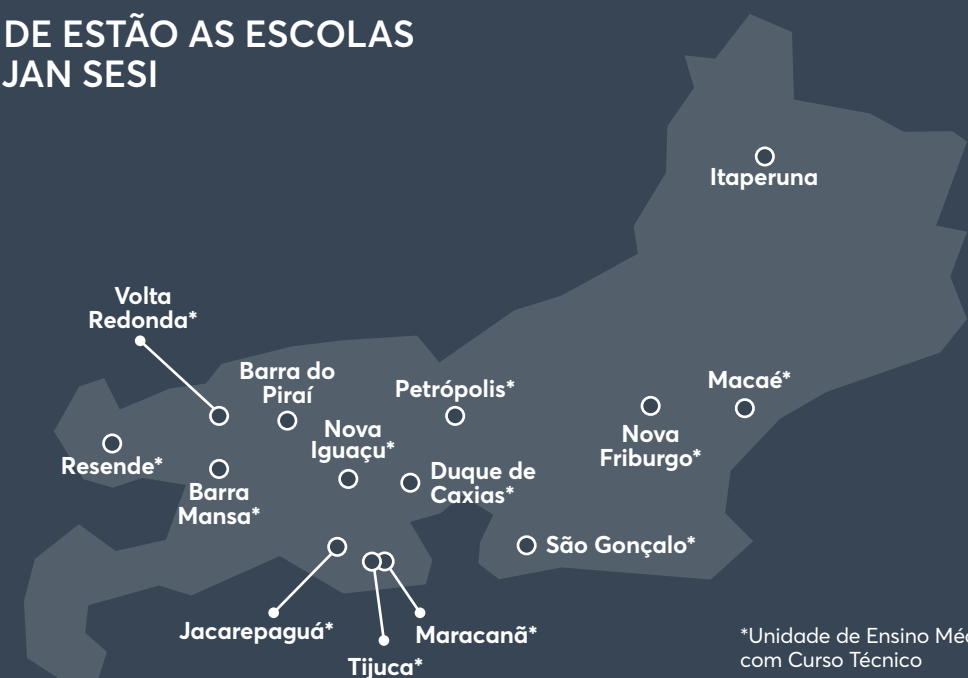 DE ESTÃO AS ESCOLAS
JAN SESI
Itaperuna
Volta
Redonda*
Barra do
Piraí
Petrópolis*
Macaé*
Nova
Iguaçu*
Nova
Friburgo*
Resende*
Duque de
Caxias*
Barra
Mansa*
São Gonçalo*
Jacarepaguá*
Maracanã*
Tijuca*
*Unidade de Ensino Méd
com Curso Técnico